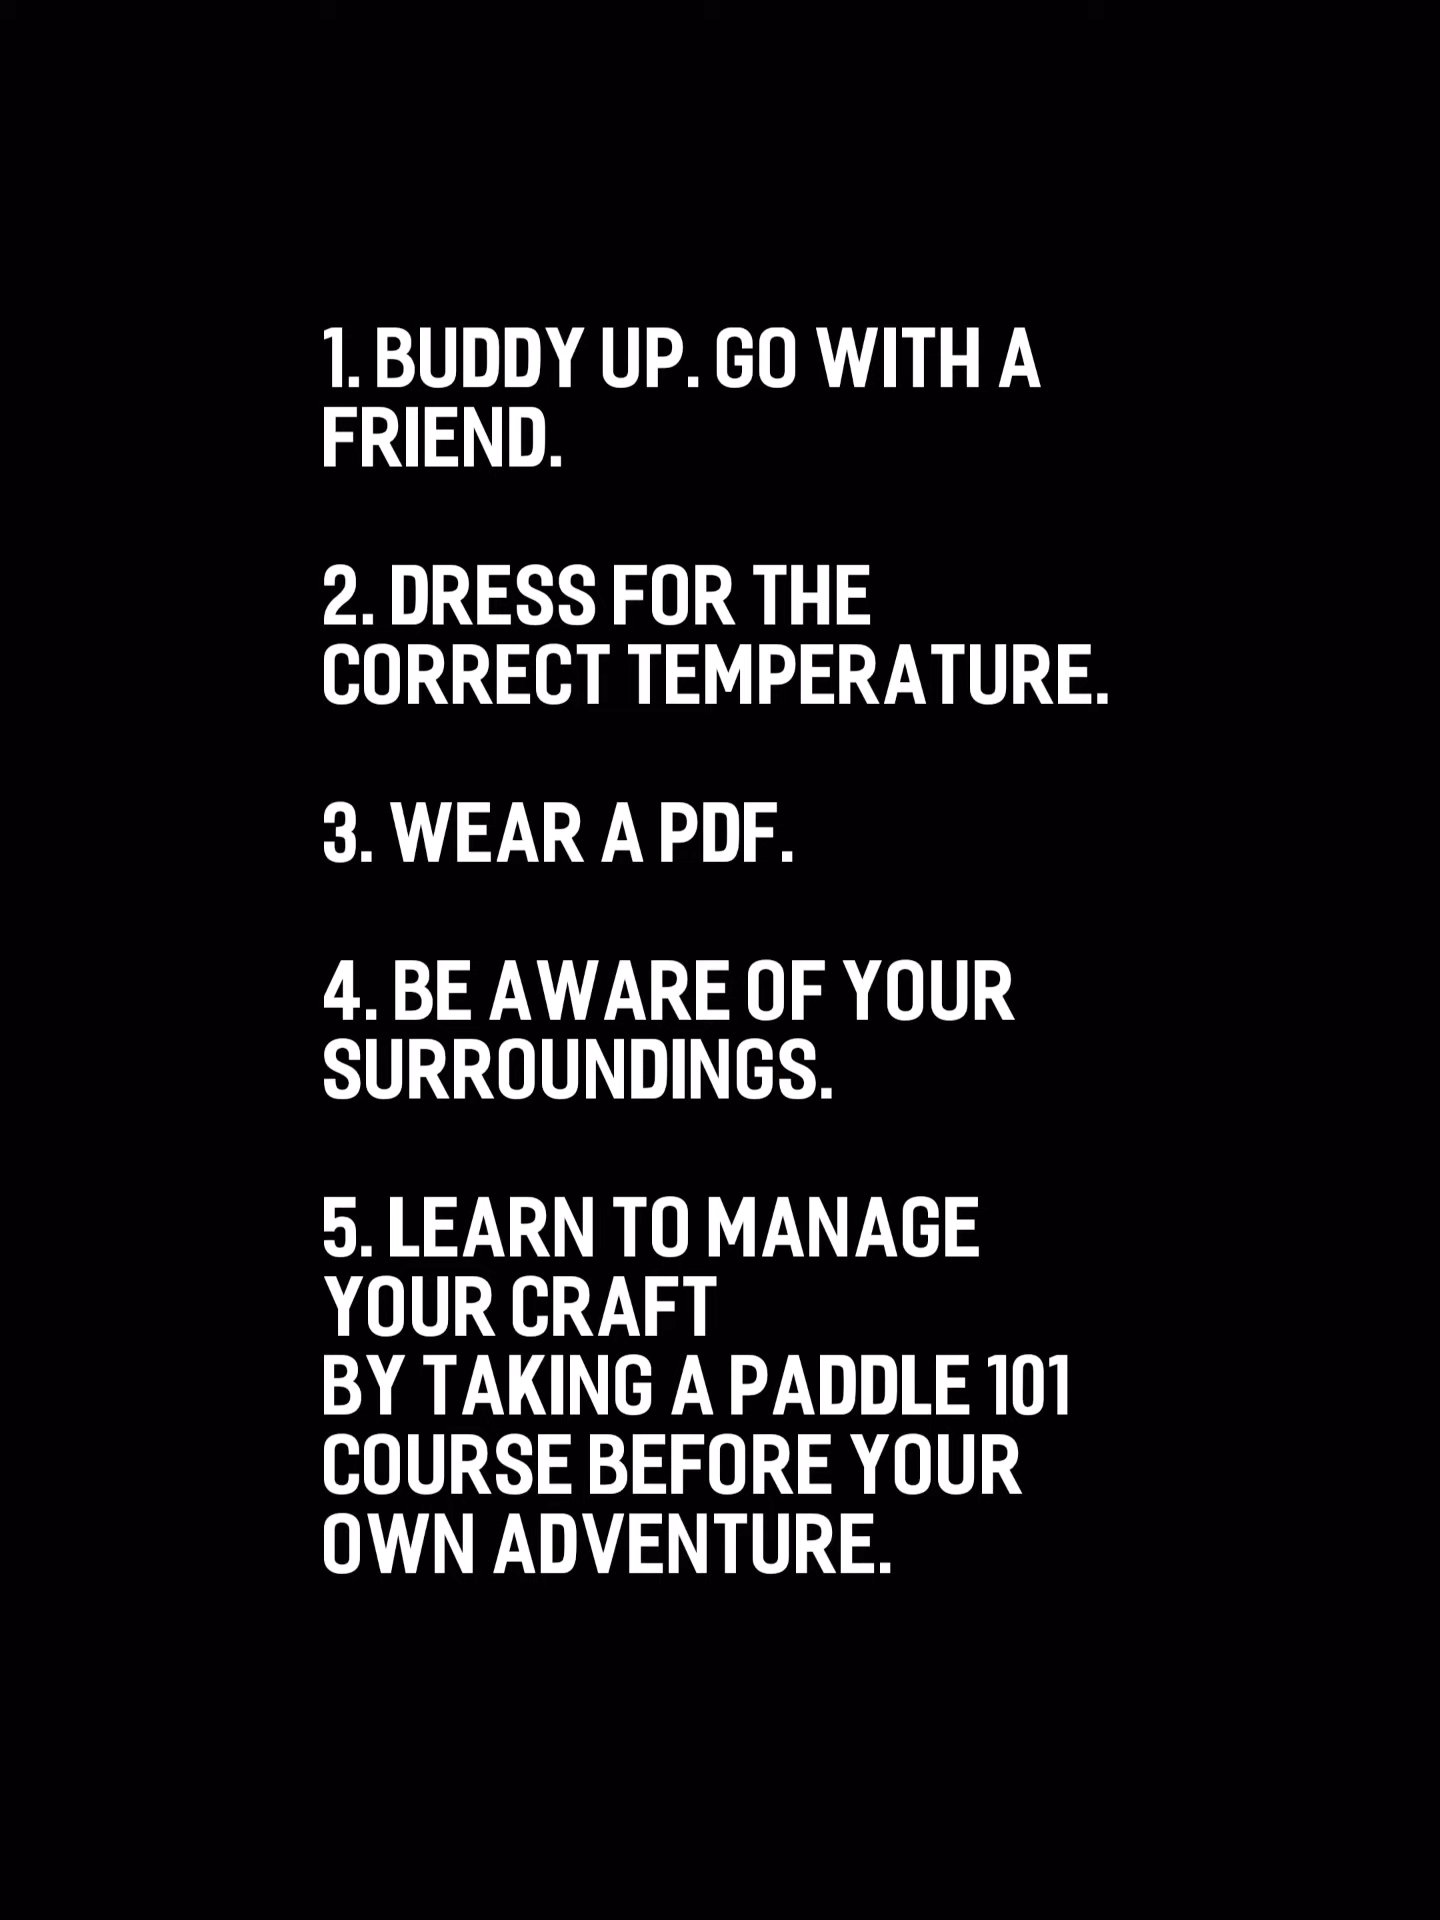 1. BUDDY UP. GO WITH A
FRIEND.
2. DRESS FOR THE
CORRECT TEMPERATURE.
3. WEAR A PDF.
4. BE AWARE OF YOUR
SURROUNDINGS.
5. LEARN TO MANAGE
YOUR CRAFT
BY TAKING A PADDLE 101
COURSE BEFORE YOUR
OWN ADVENTURE.